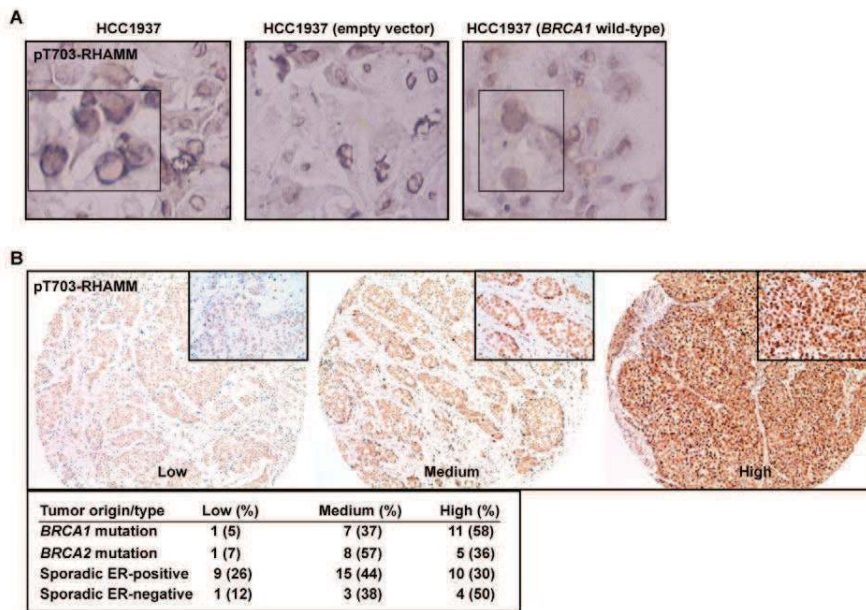 A
HCC1937
HCC1937 (empty vector)
HCC1937 (BRCA1 wild-type)
pT703-RHAMM
B
pT703-RHAMM
Low
Medium
High
Tumor origin/type Low (%) Medium (%) High (%)
BRCA1 mutation 1 (5) 7 (37) 11 (58)
BRCA2 mutation 1 (7) 8 (57) 5 (36)
Sporadic ER-positive 9 (26) 15 (44) 10 (30)
Sporadic ER-negative 1 (12) 3 (38) 4 (50)